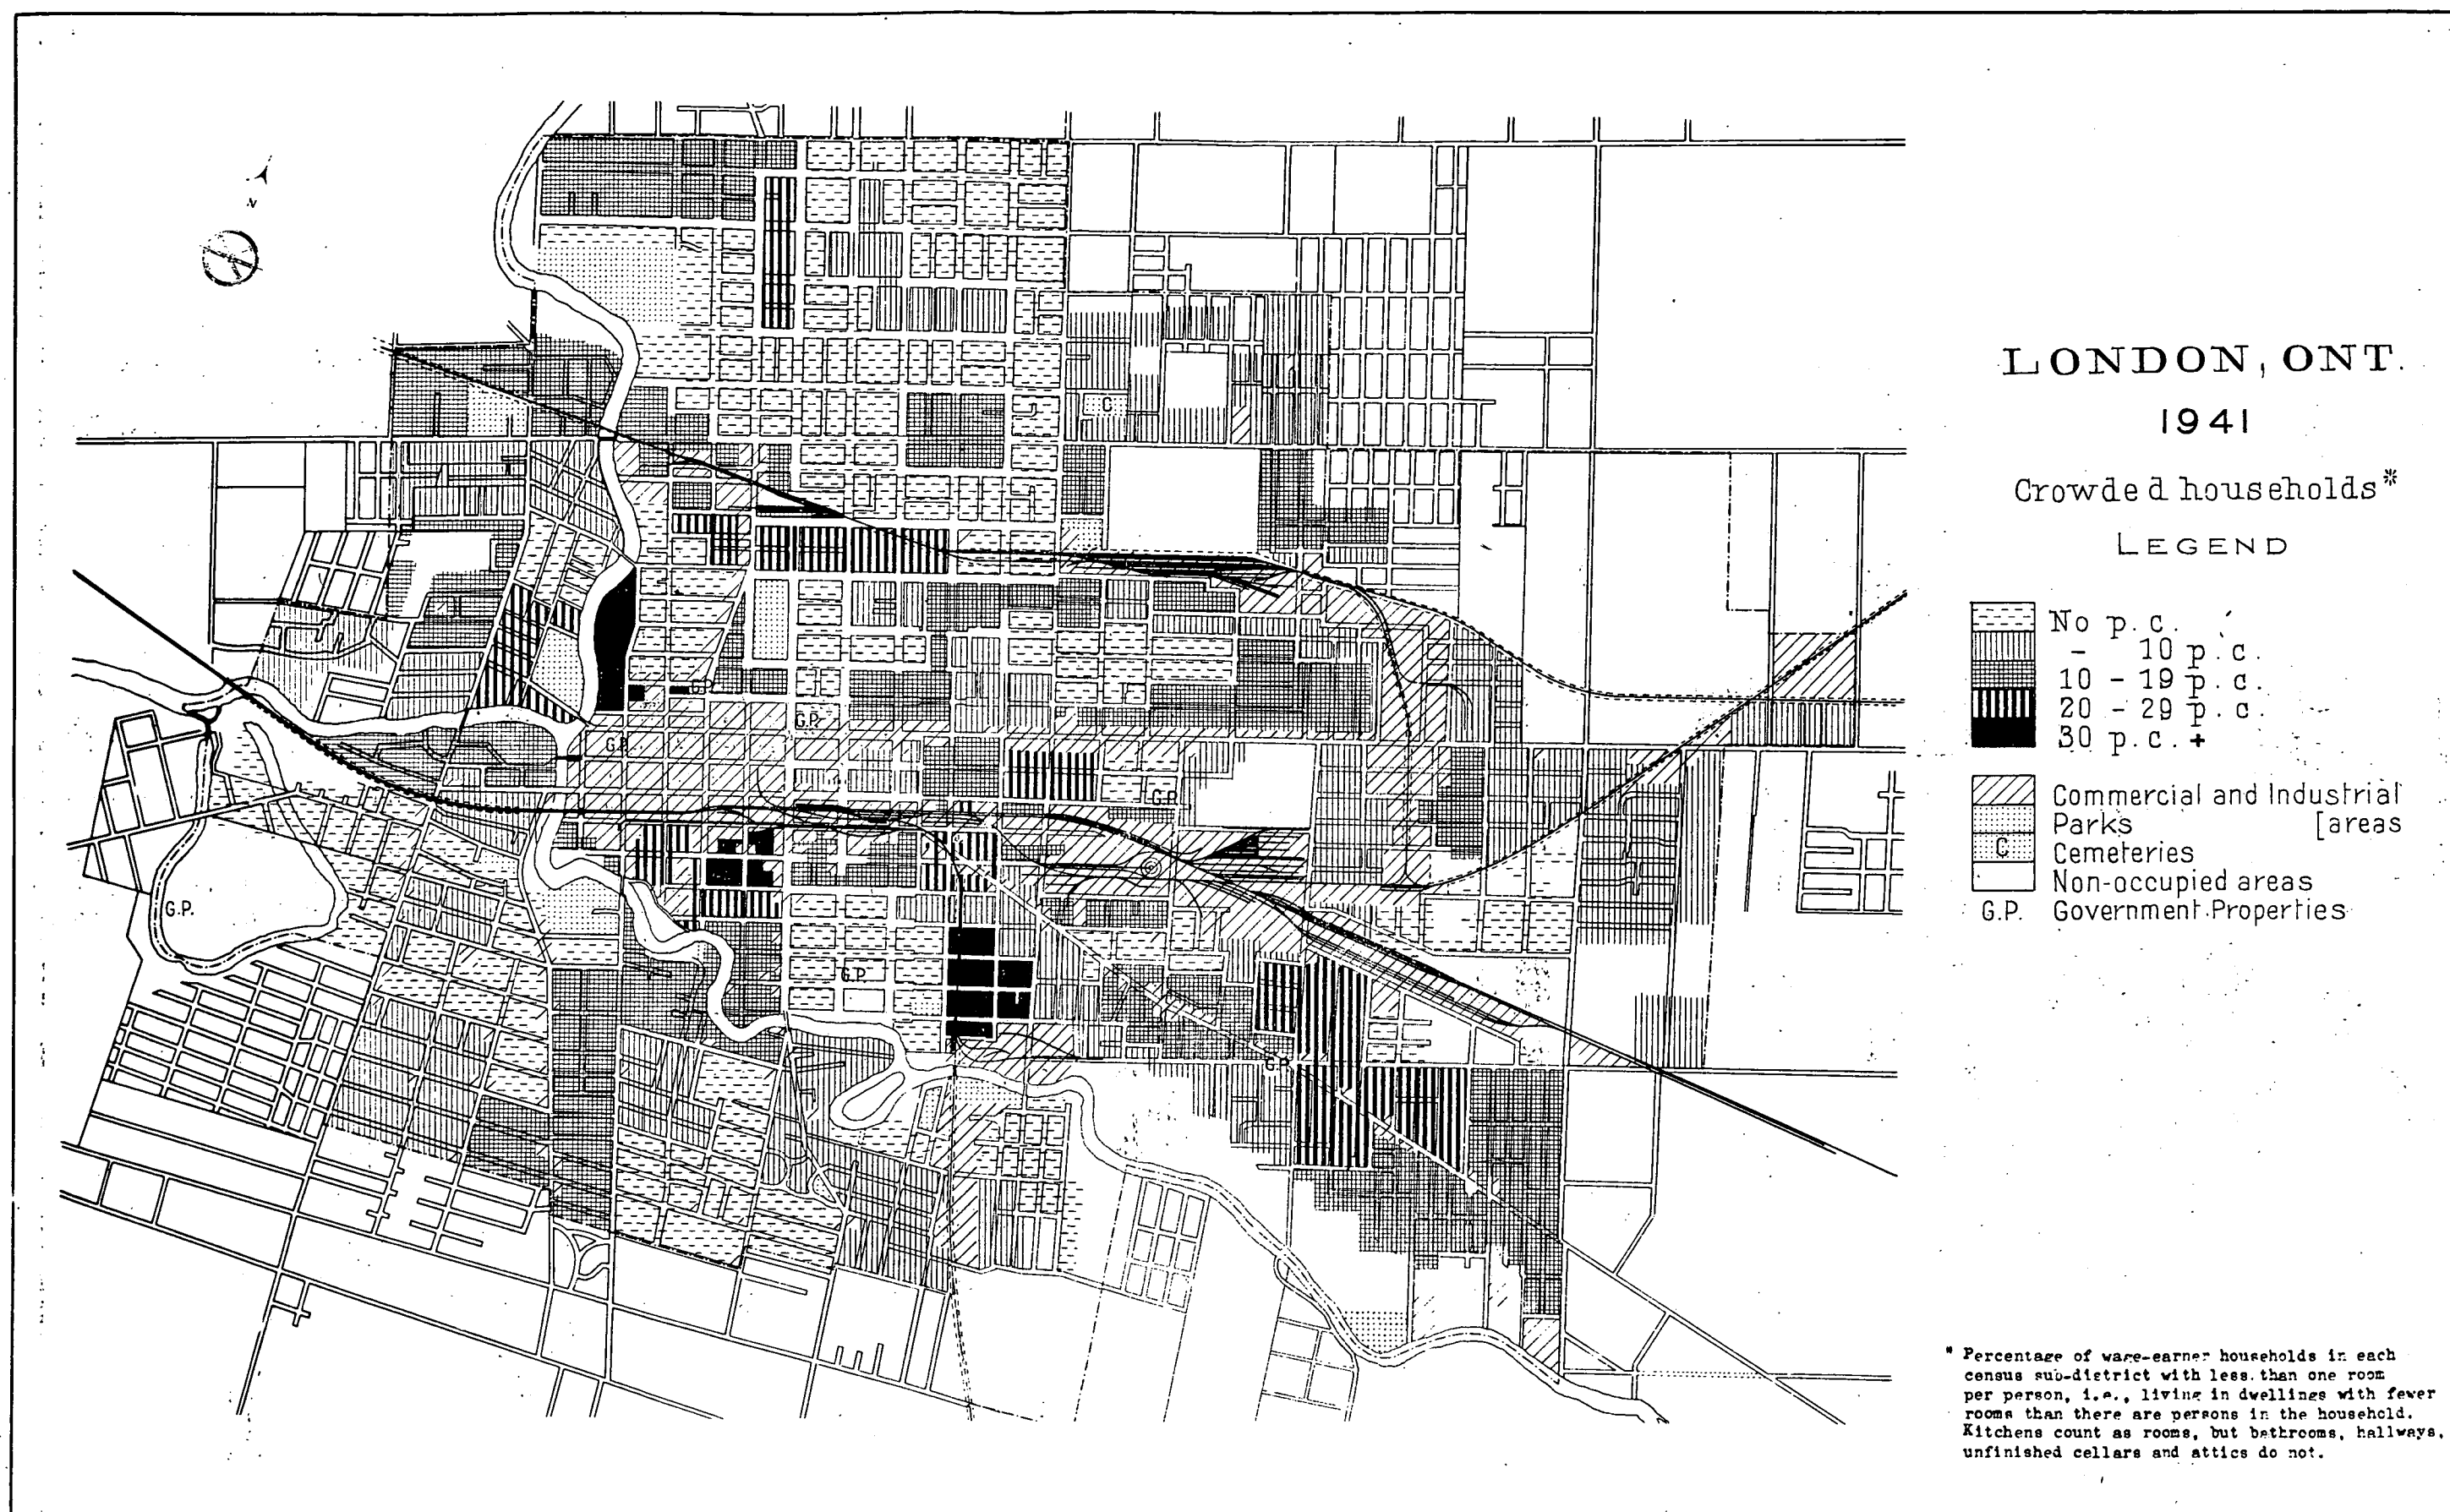 N
C
G.P.
G.P.
G.P.
G.P.
G.P.
G.P.
G.P.
LONDON, ONT.
1941
Crowded households*
LEGEND
No p.c.
- 10 p.c.
10 - 19 p.c.
20 - 29 p.c.
30 p.c. +
Commercial and Industrial
Parks [areas
C Cemeteries
Non-occupied areas
G.P. Government Properties
* Percentage of wage-earner households in each
census sub-district with less than one room
per person, i.e., living in dwellings with fewer
rooms than there are persons in the household.
Kitchens count as rooms, but bathrooms, hallways,
unfinished cellars and attics do not.